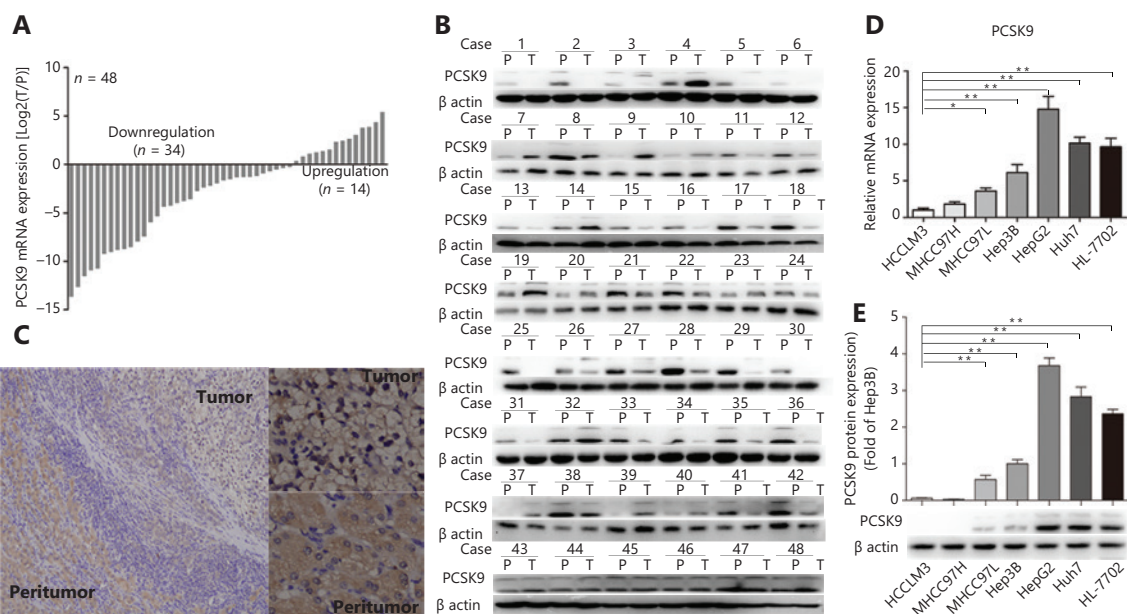 A
PCSK9 mRNA expression [Log2(T/P)]
10
5
0
−5
−10
−15
n = 48
Downregulation
(n = 34)
Upregulation
(n = 14)
B
Case 1 2 3 4 5 6
P T P T P T P T P T P T
PCSK9
β actin
Case 7 8 9 10 11 12
P T P T P T P T P T P T
PCSK9
β actin
Case 13 14 15 16 17 18
P T P T P T P T P T P T
PCSK9
β actin
Case 19 20 21 22 23 24
P T P T P T P T P T P T
PCSK9
β actin
Case 25 26 27 28 29 30
P T P T P T P T P T P T
PCSK9
β actin
Case 31 32 33 34 35 36
P T P T P T P T P T P T
PCSK9
β actin
Case 37 38 39 40 41 42
P T P T P T P T P T P T
PCSK9
β actin
Case 43 44 45 46 47 48
P T P T P T P T P T P T
PCSK9
β actin
C
Tumor
Peritumor
Tumor
Peritumor
D
PCSK9
Relative mRNA expression
20
15
10
5
0
**
**
**
**
*
HCCLM3
MHCC97H
MHCC97L
Hep3B
HepG2
Huh7
HL-7702
E
PCSK9 protein expression)
(Fold of Hep3B)
5
4
3
2
1
0
**
**
**
**
**
PCSK9
β actin
HCCLM3
MHCC97H
MHCC97L
Hep3B
HepG2
Huh7
HL-7702